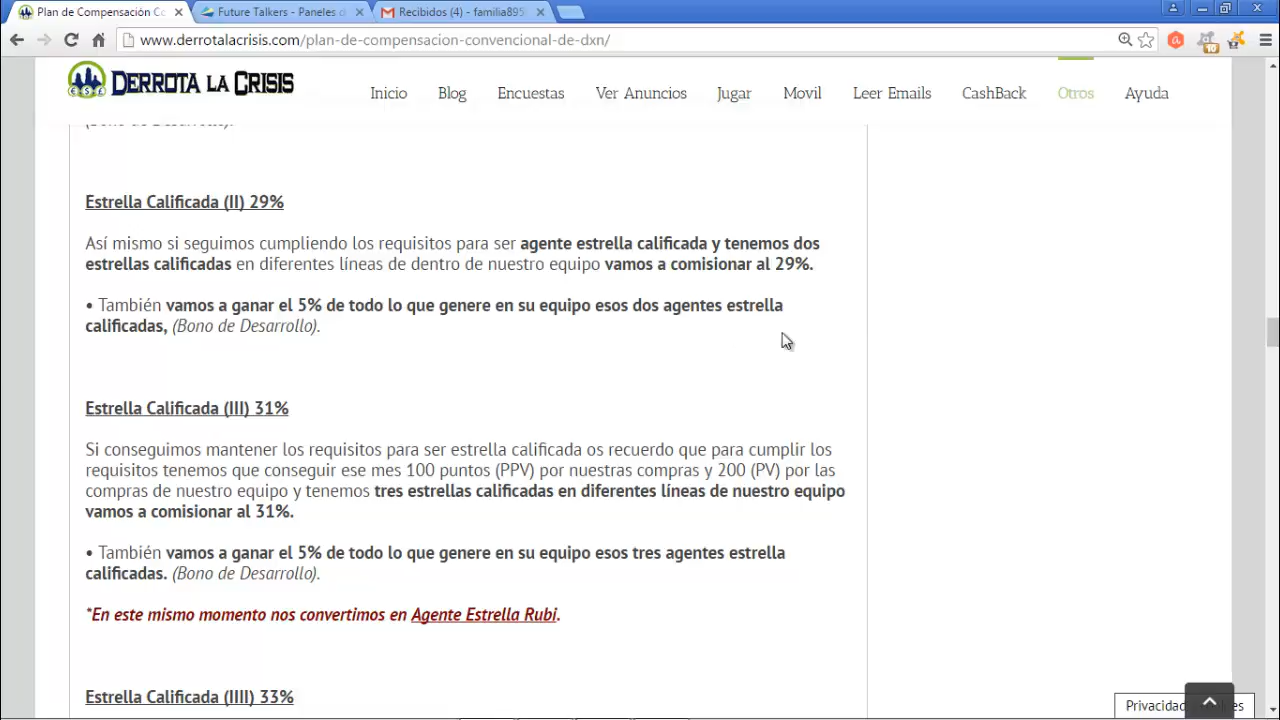 Plan de Compensación Co
Future Talkers - Paneles d
Recibidos (4) - familia895
www.derrotalacrisis.com/plan-de-compensacion-convencional-de-dxn/
10
DERROTA LA CRISIS
Inicio
Blog
Encuestas
Ver Anuncios
Jugar
Movil
Leer Emails
CashBack
Otros
Ayuda
(Bono de Desarrollo).
Estrella Calificada (II) 29%
Así mismo si seguimos cumpliendo los requisitos para ser agente estrella calificada y tenemos dos
estrellas calificadas en diferentes líneas de dentro de nuestro equipo vamos a comisionar al 29%.
• También vamos a ganar el 5% de todo lo que genere en su equipo esos dos agentes estrella
calificadas, (Bono de Desarrollo).
Estrella Calificada (III) 31%
Si conseguimos mantener los requisitos para ser estrella calificada os recuerdo que para cumplir los
requisitos tenemos que conseguir ese mes 100 puntos (PPV) por nuestras compras y 200 (PV) por las
compras de nuestro equipo y tenemos tres estrellas calificadas en diferentes líneas de nuestro equipo
vamos a comisionar al 31%.
• También vamos a ganar el 5% de todo lo que genere en su equipo esos tres agentes estrella
calificadas. (Bono de Desarrollo).
*En este mismo momento nos convertimos en Agente Estrella Rubi.
Estrella Calificada (IIII) 33%
Privacidad